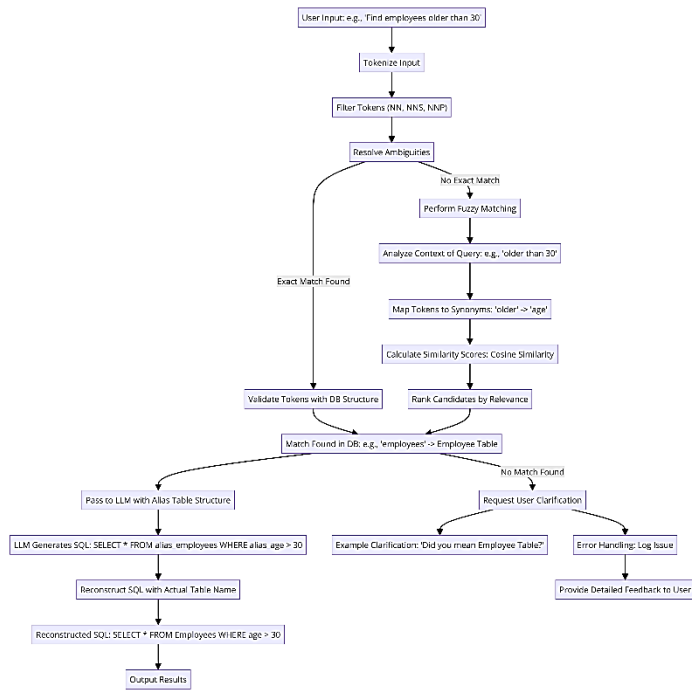 User Input: e.g., 'Find employees older than 30'
Tokenize Input
Filter Tokens (NN, NNS, NNP)
Resolve Ambiguities
No Exact Match
Perform Fuzzy Matching
Analyze Context of Query: e.g., 'older than 30'
Exact Match Found
Map Tokens to Synonyms: 'older' -> 'age'
Calculate Similarity Scores: Cosine Similarity
Validate Tokens with DB Structure
Rank Candidates by Relevance
Match Found in DB: e.g., 'employees' -> Employee Table
No Match Found
Pass to LLM with Alias Table Structure
Request User Clarification
LLM Generates SQL: SELECT * FROM alias_employees WHERE alias_age > 30
Example Clarification: 'Did you mean Employee Table?'
Error Handling: Log Issue
Reconstruct SQL with Actual Table Name
Provide Detailed Feedback to User
Reconstructed SQL: SELECT * FROM Employees WHERE age > 30
Output Results